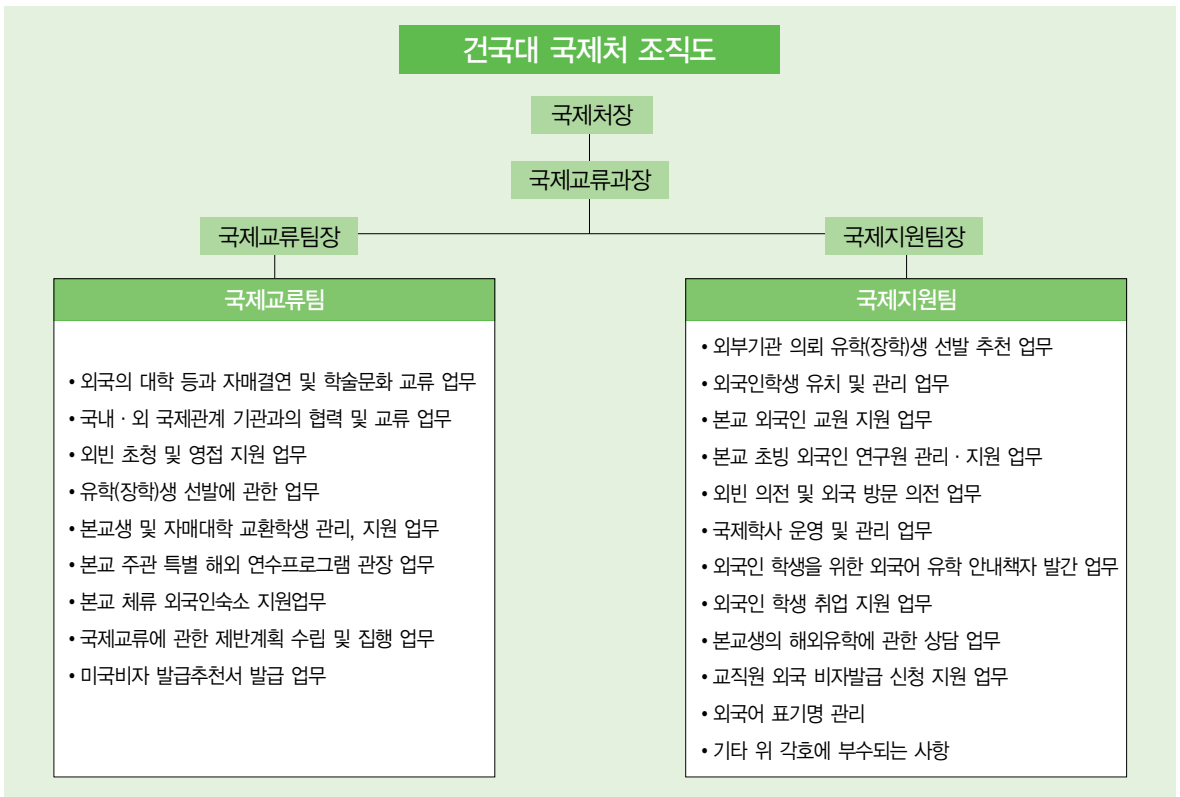 건국대 국제처 조직도
국제처장
국제교류과장
국제교류팀장
국제지원팀장
국제교류팀
• 외국의 대학 등과 자매결연 및 학술문화 교류 업무
• 국내 · 외 국제관계 기관과의 협력 및 교류 업무
• 외빈 초청 및 영접 지원 업무
• 유학(장학)생 선발에 관한 업무
• 본교생 및 자매대학 교환학생 관리, 지원 업무
• 본교 주관 특별 해외 연수프로그램 관장 업무
• 본교 체류 외국인숙소 지원업무
• 국제교류에 관한 제반계획 수립 및 집행 업무
• 미국비자 발급추천서 발급 업무
국제지원팀
• 외부기관 의뢰 유학(장학)생 선발 추천 업무
• 외국인학생 유치 및 관리 업무
• 본교 외국인 교원 지원 업무
• 본교 초빙 외국인 연구원 관리 · 지원 업무
• 외빈 의전 및 외국 방문 의전 업무
• 국제학사 운영 및 관리 업무
• 외국인 학생을 위한 외국어 유학 안내책자 발간 업무
• 외국인 학생 취업 지원 업무
• 본교생의 해외유학에 관한 상담 업무
• 교직원 외국 비자발급 신청 지원 업무
• 외국어 표기명 관리
• 기타 위 각호에 부수되는 사항